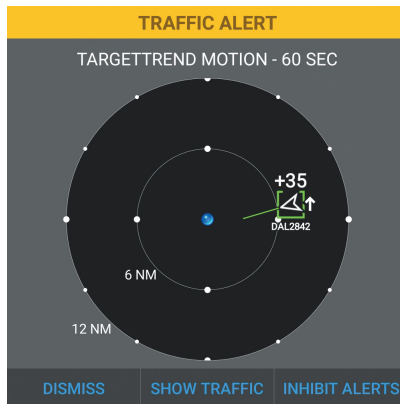 TRAFFIC ALERT
TARGETTREND MOTION - 60 SEC
+35
DAL2842
6 NM
12 NM
DISMISS
SHOW TRAFFIC
INHIBIT ALERTS